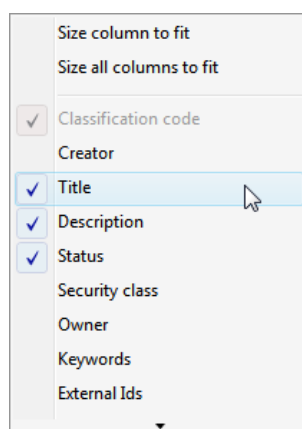 Size column to fit
Size all columns to fit
Classification code
Creator
Title
Description
Status
Security class
Owner
Keywords
External Ids